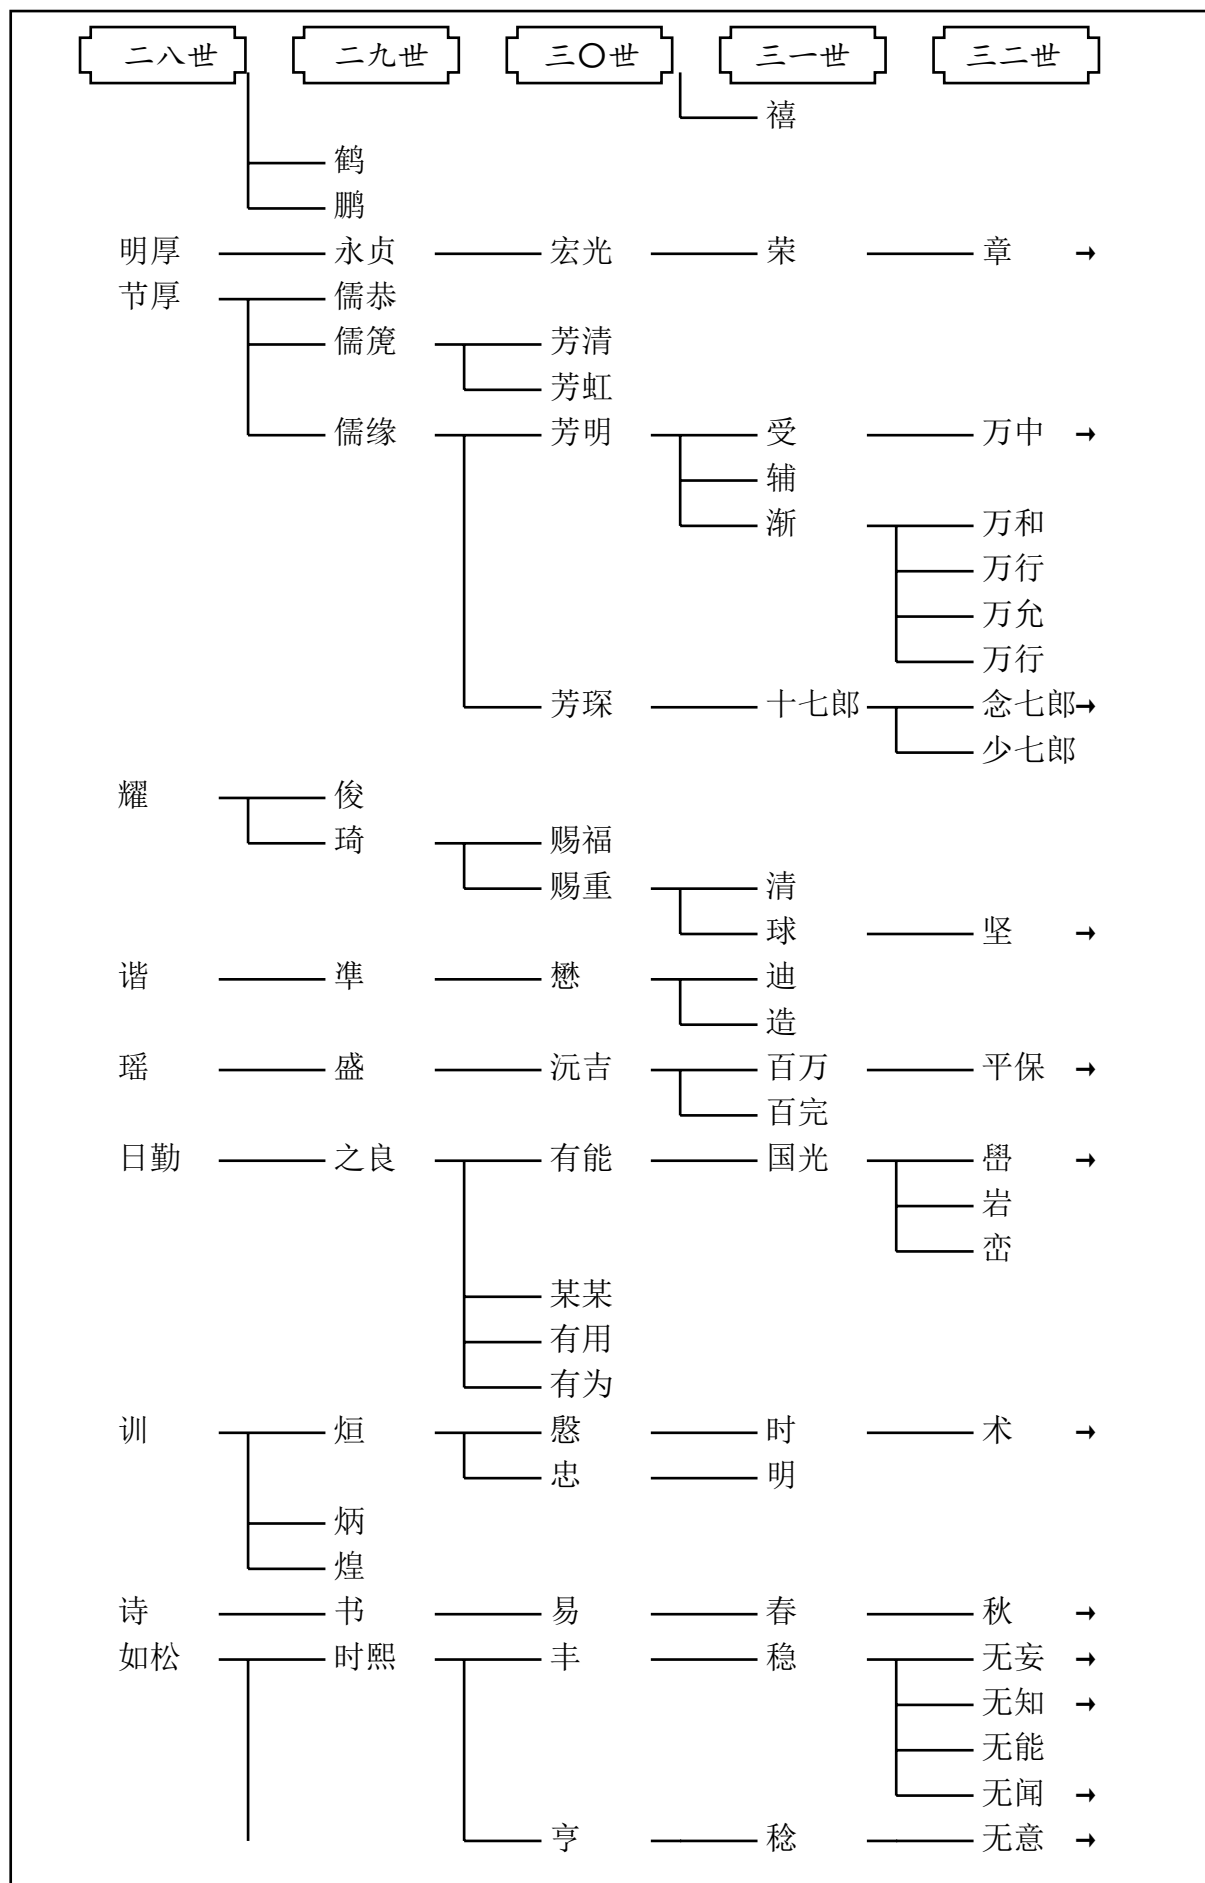 二八世 二九世 三〇世 三一世 三二世
禧
鹤
鹏
明厚 永贞 宏光 荣 章
节厚 儒恭
儒篪 芳清
芳虹
儒缘 芳明 受 万中
辅
渐 万和
万行
万允
万行
芳琛 十七郎 念七郎
少七郎
耀 俊
琦 赐福
赐重 清
球 坚
谐 準 懋 迪
造
瑶 盛 沅吉 百万 平保
百完
日勤 之良 有能 国光 喦
岩
峦
某某
有用
有为
训 烜 慇 时 术
忠 明
炳
煌
诗 书 易 春 秋
如松 时熙 丰 稳 无妄
无知
无能
无闻
亨 稔 无意